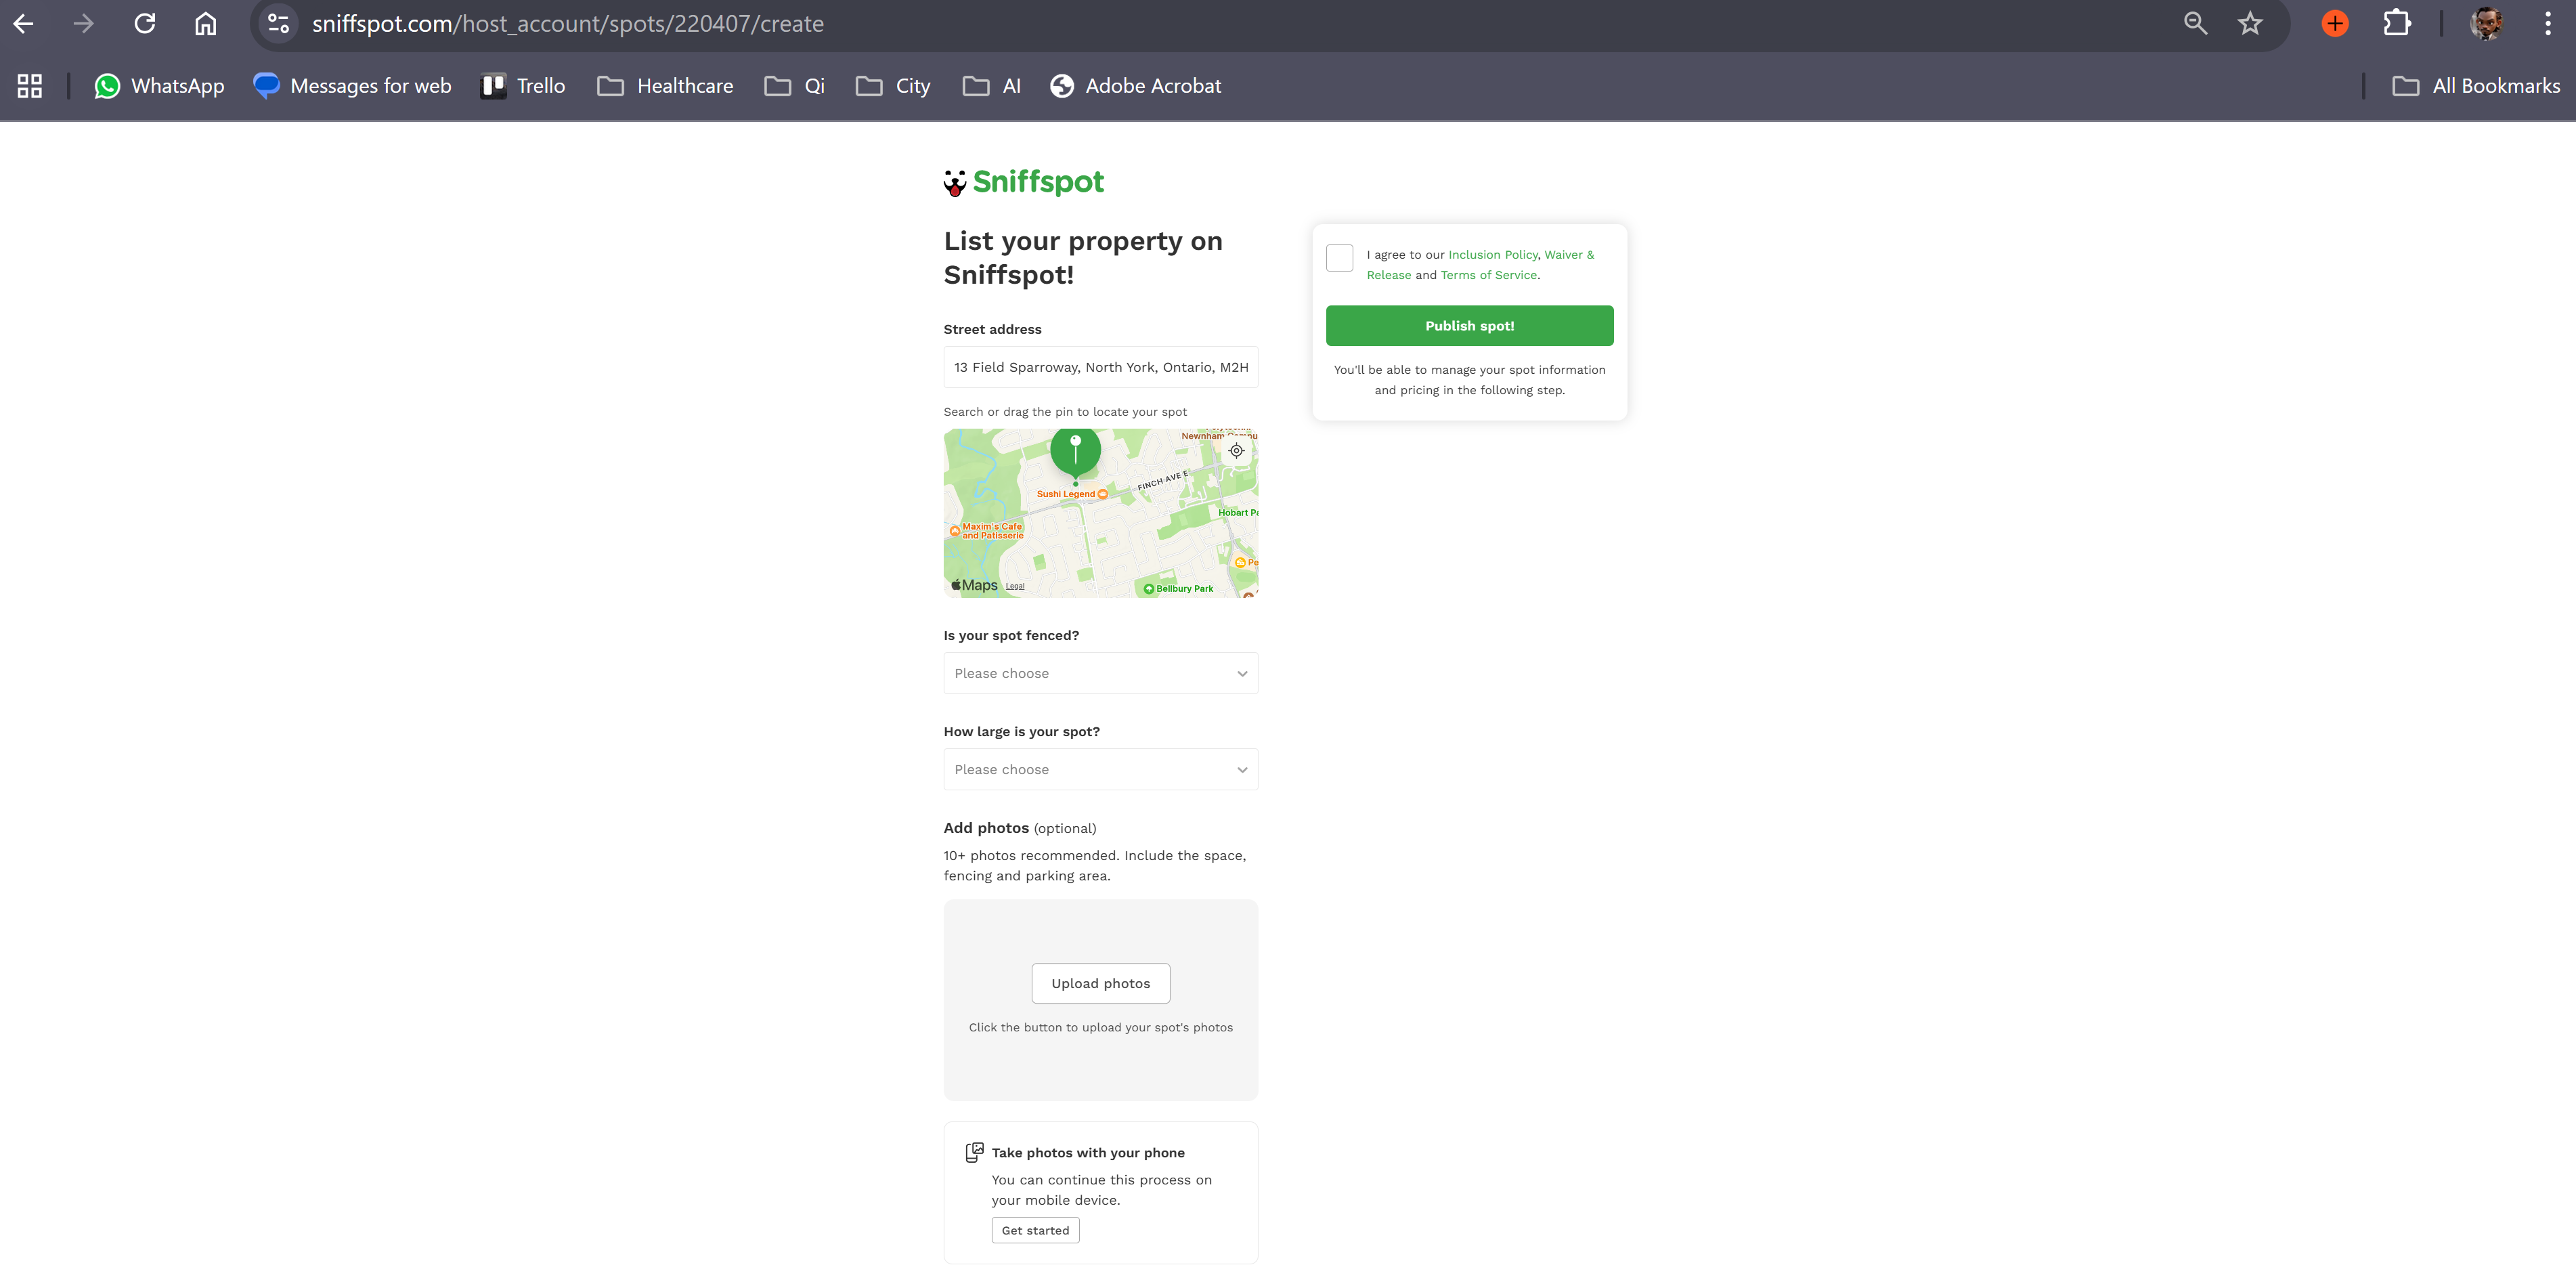 sniffspot.com/host_account/spots/220407/create
WhatsApp
Messages for web
Trello
Healthcare
Qi
City
AI
Adobe Acrobat
All Bookmarks
Sniffspot
List your property on
Sniffspot!
Street address
13 Field Sparroway, North York, Ontario, M2H
Search or drag the pin to locate your spot
Newnham
FINCH AVE E
Sushi Legend
Hobart
Maxim's Cafe
and Patisserie
Pe
Maps Legal
Bellbury Park
Is your spot fenced?
Please choose
How large is your spot?
Please choose
Add photos (optional)
10+ photos recommended. Include the space,
fencing and parking area.
Upload photos
Click the button to upload your spot's photos
Take photos with your phone
You can continue this process on
your mobile device.
Get started
I agree to our Inclusion Policy, Waiver &
Release and Terms of Service.
Publish spot!
You'll be able to manage your spot information
and pricing in the following step.